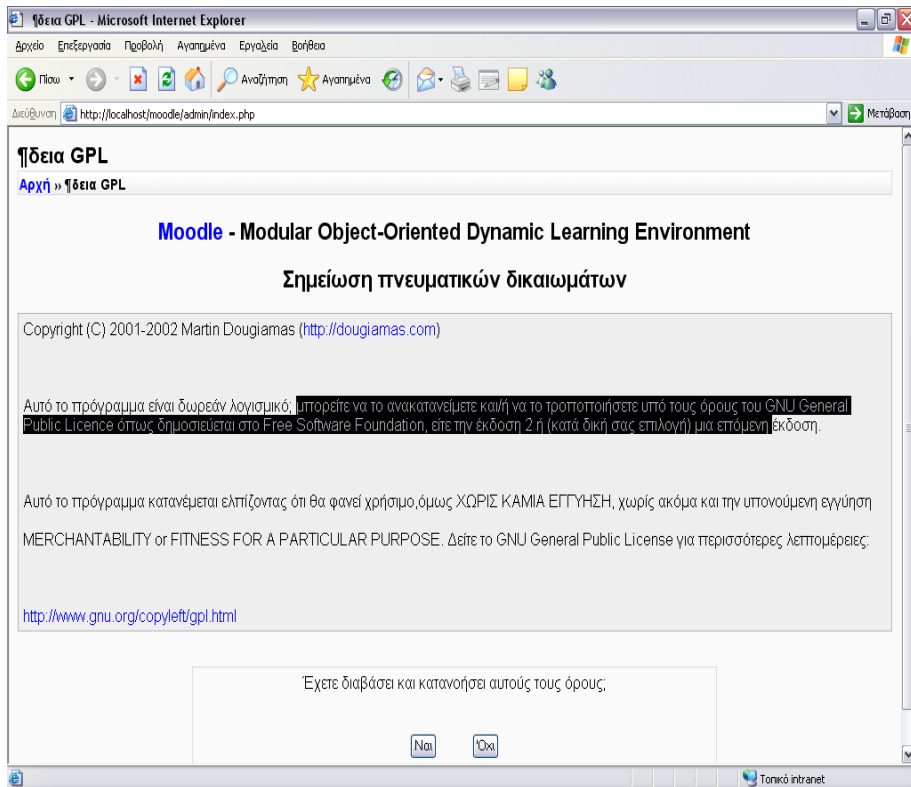 ¶δεια GPL - Microsoft Internet Explorer
Αρχείο Επεξεργασία Προβολή Αγαπημένα Εργαλεία Βοήθεια
Πίσω Αναζήτηση Αγαπημένα
Διεύθυνση http://localhost/moodle/admin/index.php Μετάβαση
¶δεια GPL
Αρχή » ¶δεια GPL
Moodle - Modular Object-Oriented Dynamic Learning Environment
Σημείωση πνευματικών δικαιωμάτων
Copyright (C) 2001-2002 Martin Dougiamas (http://dougiamas.com)
Αυτό το πρόγραμμα είναι δωρεάν λογισμικό; μπορείτε να το ανακατανείμετε και/ή να το τροποποιήσετε υπό τους όρους του GNU General
Public Licence όπως δημοσιεύεται στο Free Software Foundation, είτε την έκδοση 2 ή (κατά δική σας επιλογή) μια επόμενη έκδοση.
Αυτό το πρόγραμμα κατανέμεται ελπίζοντας ότι θα φανεί χρήσιμο,όμως ΧΩΡΙΣ ΚΑΜΙΑ ΕΓΓΥΗΣΗ, χωρίς ακόμα και την υπονούμενη εγγύηση
MERCHANTABILITY or FITNESS FOR A PARTICULAR PURPOSE. Δείτε το GNU General Public License για περισσότερες λεπτομέρειες:
http://www.gnu.org/copyleft/gpl.html
Έχετε διαβάσει και κατανοήσει αυτούς τους όρους;
Ναι Όχι
Τοπικό intranet